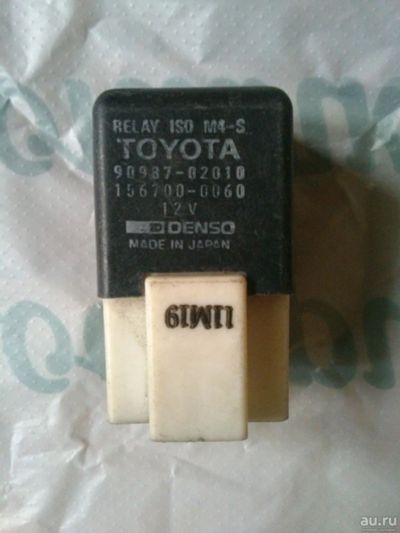 RELAY ISO M4-S
TOYOTA
90987-02010
156700-0060
12V
DENSO
MADE IN JAPAN
11M19
au.ru